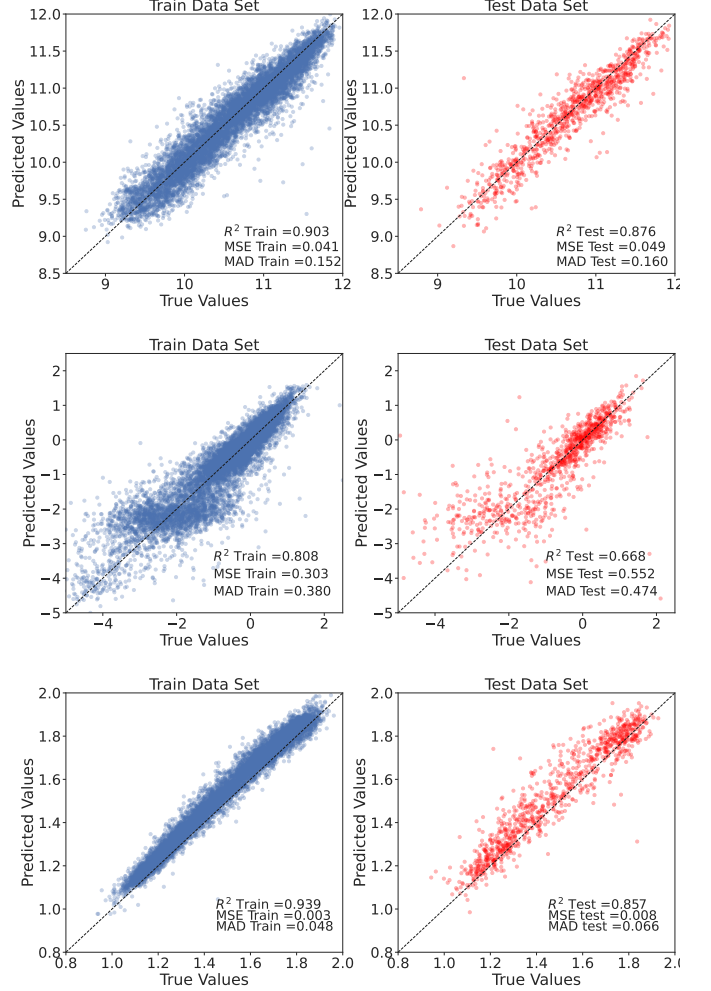 Train Data Set
Test Data Set
Predicted Values
12.0
11.5
11.0
10.5
10.0
9.5
9.0
8.5
R² Train =0.903
MSE Train =0.041
MAD Train =0.152
9 10 11 12
True Values
Predicted Values
12.0
11.5
11.0
10.5
10.0
9.5
9.0
8.5
R² Test =0.876
MSE Test =0.049
MAD Test =0.160
9 10 11 12
True Values
Train Data Set
Test Data Set
Predicted Values
2
1
0
−1
−2
−3
−4
−5
R² Train =0.808
MSE Train =0.303
MAD Train =0.380
−4 −2 0 2
True Values
Predicted Values
2
1
0
−1
−2
−3
−4
−5
R² Test =0.668
MSE Test =0.552
MAD Test =0.474
−4 −2 0 2
True Values
Train Data Set
Test Data Set
Predicted Values
2.0
1.8
1.6
1.4
1.2
1.0
0.8
R² Train =0.939
MSE Train =0.003
MAD Train =0.048
0.8 1.0 1.2 1.4 1.6 1.8 2.0
True Values
Predicted Values
2.0
1.8
1.6
1.4
1.2
1.0
0.8
R² Test =0.857
MSE test =0.008
MAD test =0.066
0.8 1.0 1.2 1.4 1.6 1.8 2.0
True Values